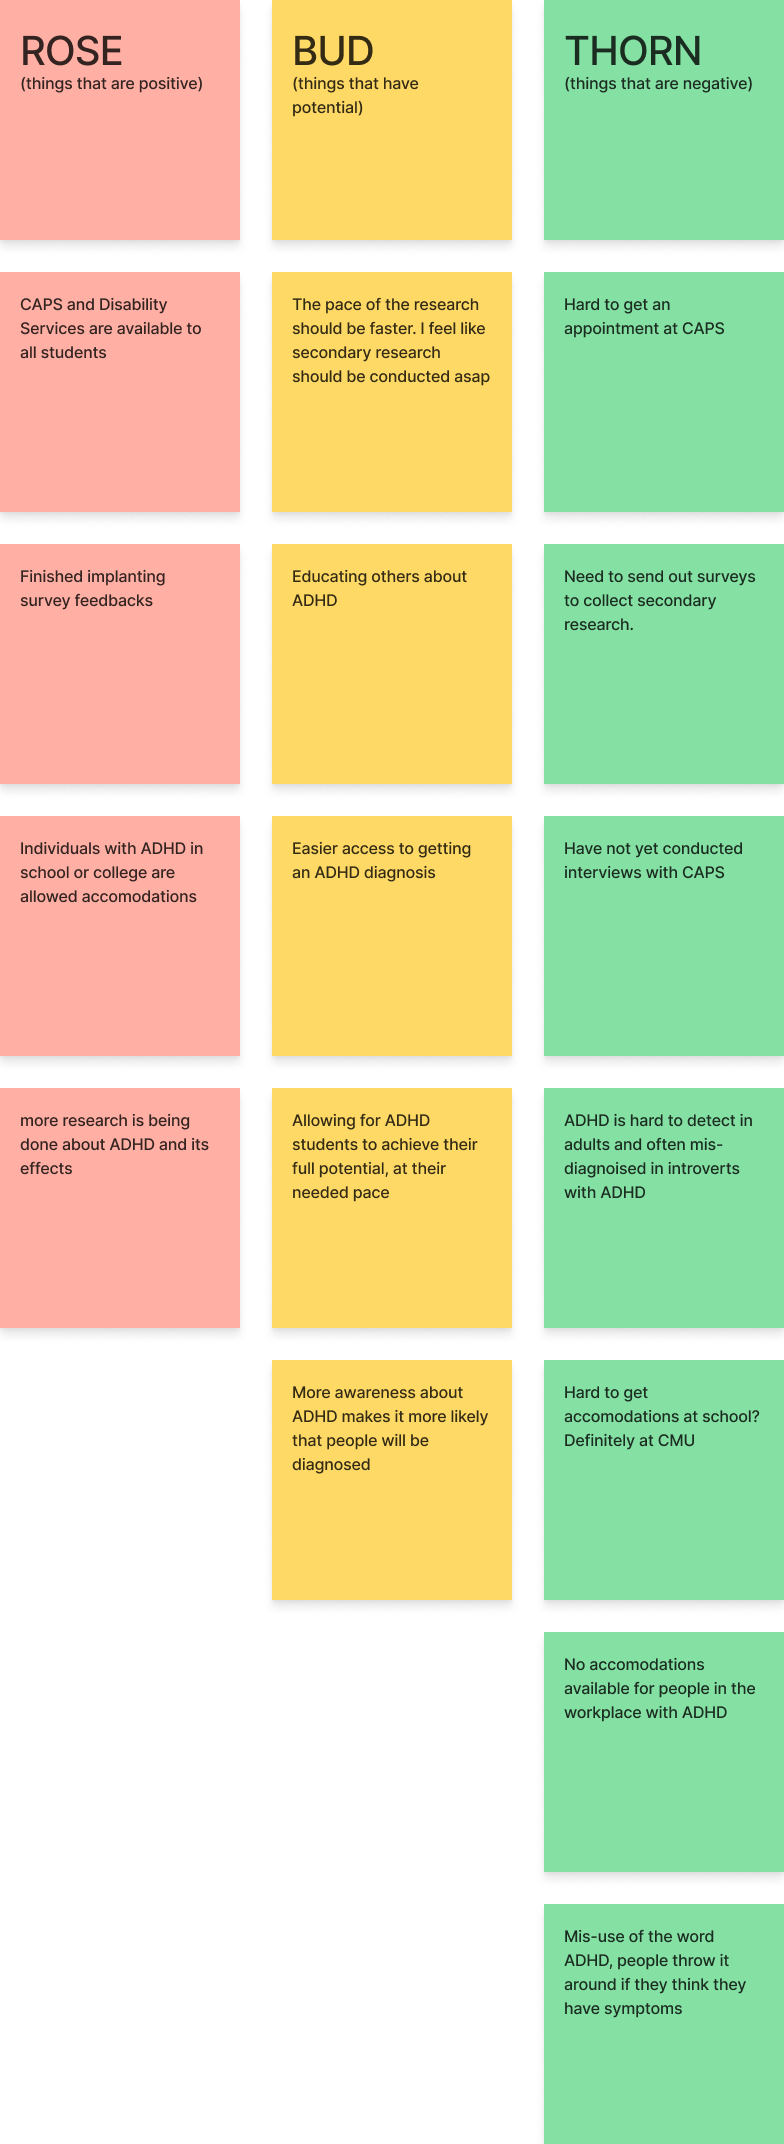 ROSE
(things that are positive)
CAPS and Disability
Services are available to
all students
Finished implanting
survey feedbacks
Individuals with ADHD in
school or college are
allowed accomodations
more research is being
done about ADHD and its
effects
BUD
(things that have
potential)
The pace of the research
should be faster. I feel like
secondary research
should be conducted asap
Educating others about
ADHD
Easier access to getting
an ADHD diagnosis
Allowing for ADHD
students to achieve their
full potential, at their
needed pace
More awareness about
ADHD makes it more likely
that people will be
diagnosed
THORN
(things that are negative)
Hard to get an
appointment at CAPS
Need to send out surveys
to collect secondary
research.
Have not yet conducted
interviews with CAPS
ADHD is hard to detect in
adults and often mis-
diagnoised in introverts
with ADHD
Hard to get
accomodations at school?
Definitely at CMU
No accomodations
available for people in the
workplace with ADHD
Mis-use of the word
ADHD, people throw it
around if they think they
have symptoms